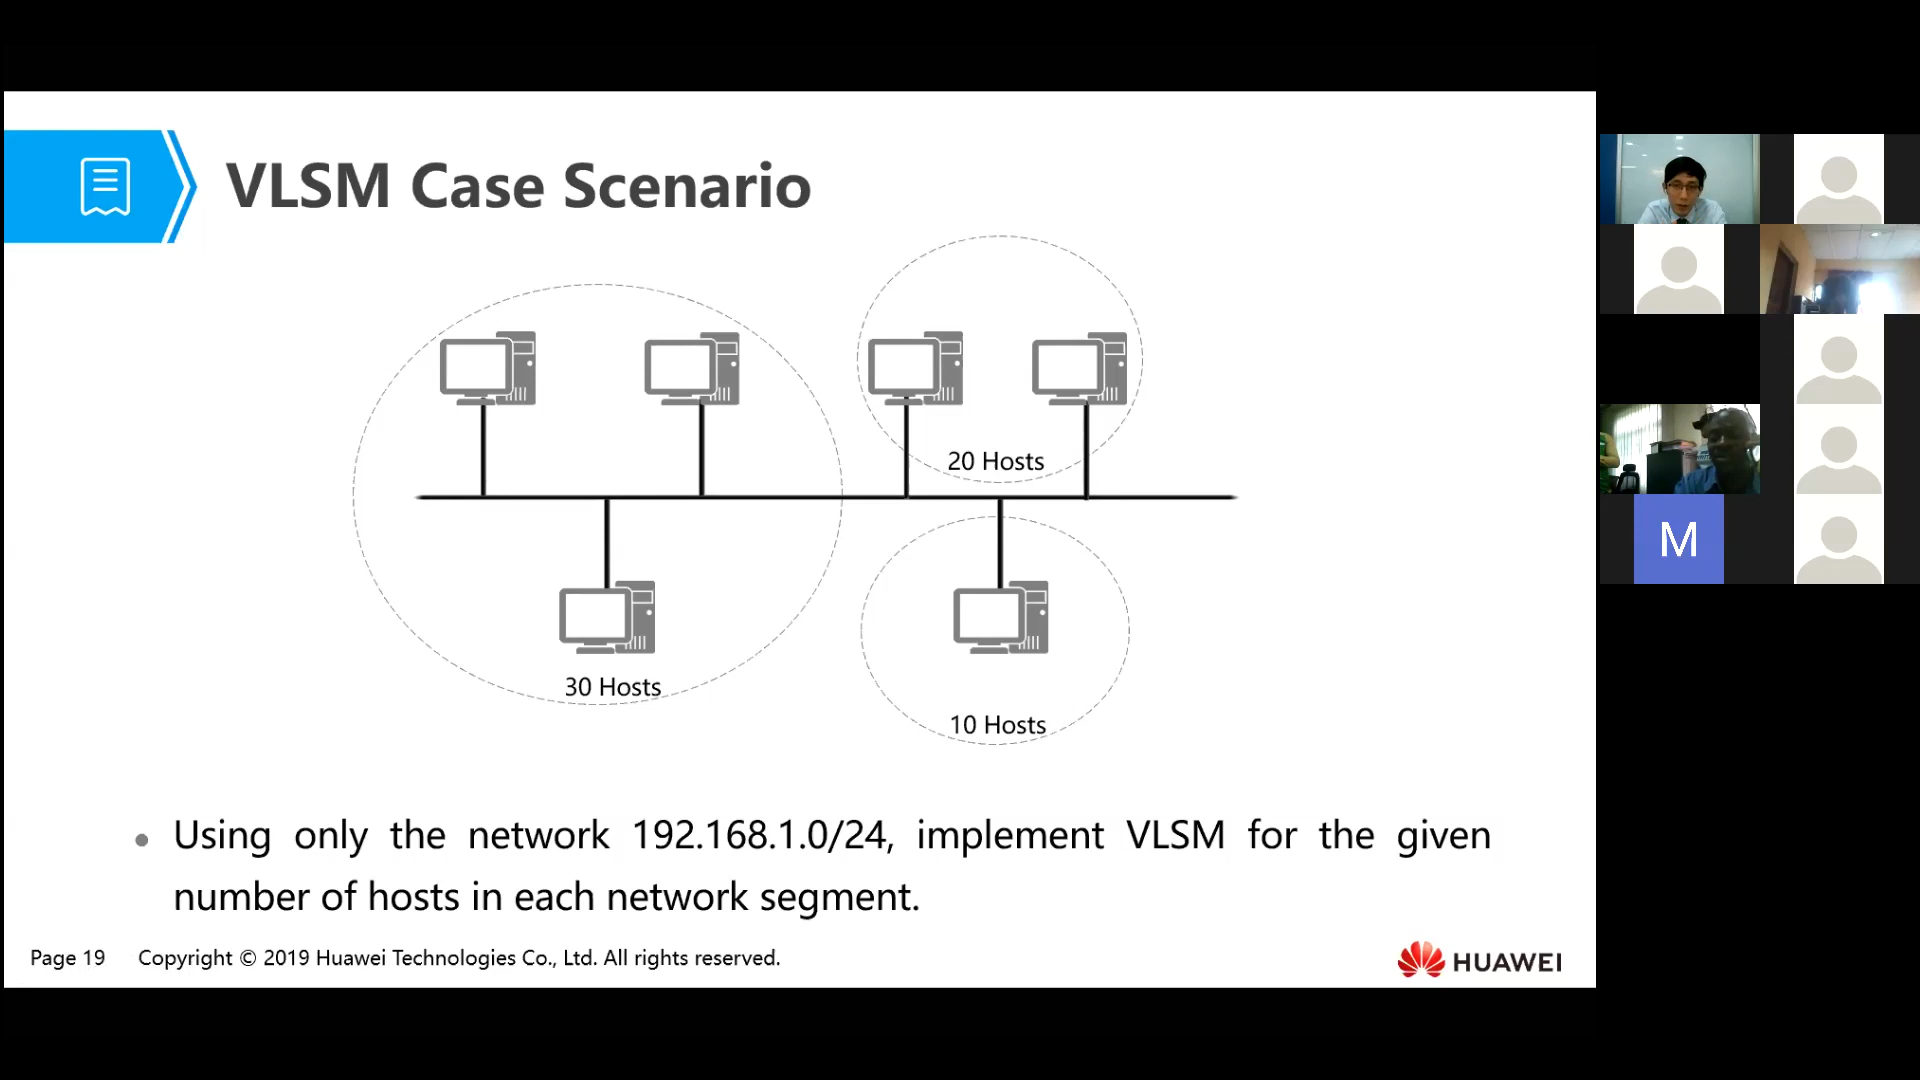 VLSM Case Scenario
20 Hosts
30 Hosts
10 Hosts
Using only the network 192.168.1.0/24, implement VLSM for the given
number of hosts in each network segment.
Page 19 Copyright © 2019 Huawei Technologies Co., Ltd. All rights reserved.
HUAWEI
M